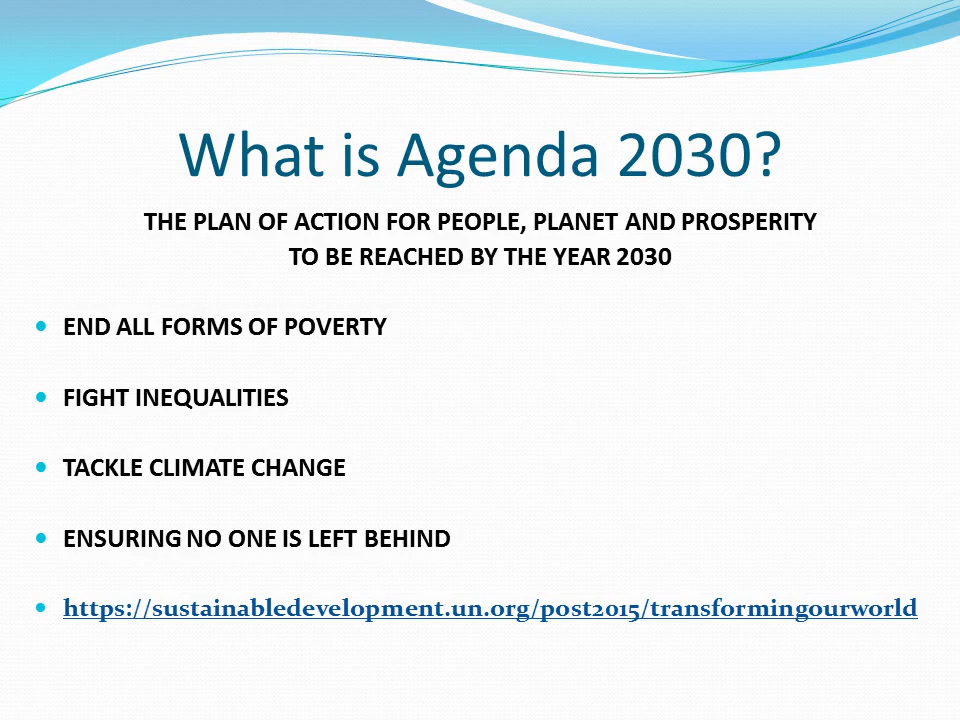 What is Agenda 2030?
THE PLAN OF ACTION FOR PEOPLE, PLANET AND PROSPERITY
TO BE REACHED BY THE YEAR 2030
• END ALL FORMS OF POVERTY
• FIGHT INEQUALITIES
• TACKLE CLIMATE CHANGE
• ENSURING NO ONE IS LEFT BEHIND
• https://sustainabledevelopment.un.org/post2015/transformingourworld